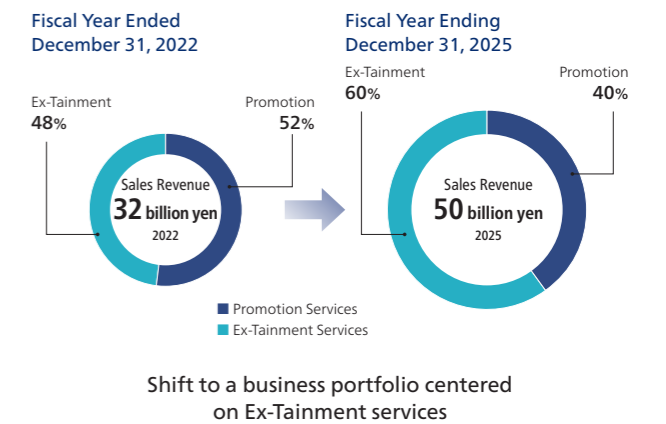 Fiscal Year Ended
December 31, 2022
Fiscal Year Ending
December 31, 2025
Ex-Tainment
48%
Promotion
52%
Sales Revenue
32 billion yen
2022
Ex-Tainment
60%
Promotion
40%
Sales Revenue
50 billion yen
2025
Promotion Services
Ex-Tainment Services
Shift to a business portfolio centered
on Ex-Tainment services